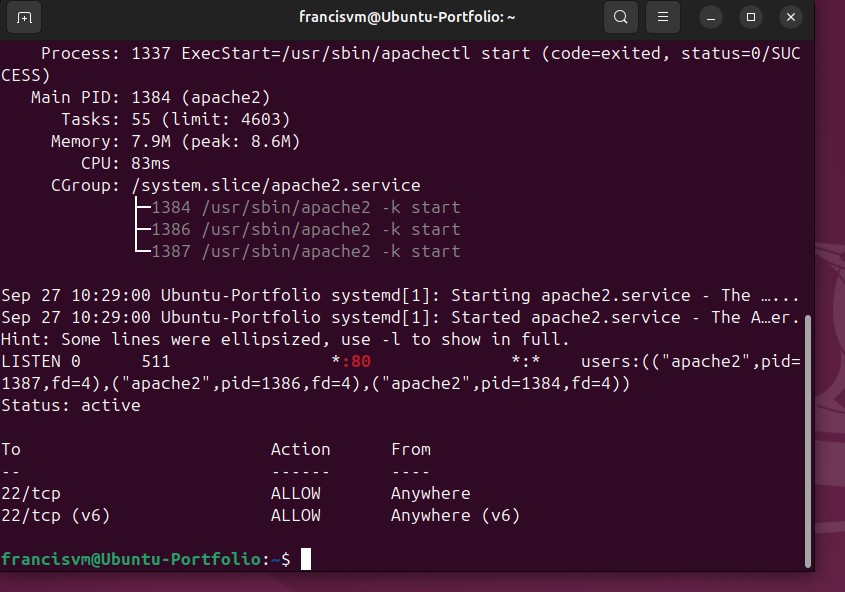 francisvm@Ubuntu-Portfolio: ~
Process: 1337 ExecStart=/usr/sbin/apachectl start (code=exited, status=0/SUC
CESS)
Main PID: 1384 (apache2)
Tasks: 55 (limit: 4603)
Memory: 7.9M (peak: 8.6M)
CPU: 83ms
CGroup: /system.slice/apache2.service
├─1384 /usr/sbin/apache2 -k start
├─1386 /usr/sbin/apache2 -k start
└─1387 /usr/sbin/apache2 -k start
Sep 27 10:29:00 Ubuntu-Portfolio systemd[1]: Starting apache2.service - The …...
Sep 27 10:29:00 Ubuntu-Portfolio systemd[1]: Started apache2.service - The A…er.
Hint: Some lines were ellipsized, use -l to show in full.
LISTEN 0      511                *:80              *:*    users:(("apache2",pid=
1387,fd=4),("apache2",pid=1386,fd=4),("apache2",pid=1384,fd=4))
Status: active
To                         Action      From
--                         ------      ----
22/tcp                     ALLOW       Anywhere
22/tcp (v6)                ALLOW       Anywhere (v6)
francisvm@Ubuntu-Portfolio:~$